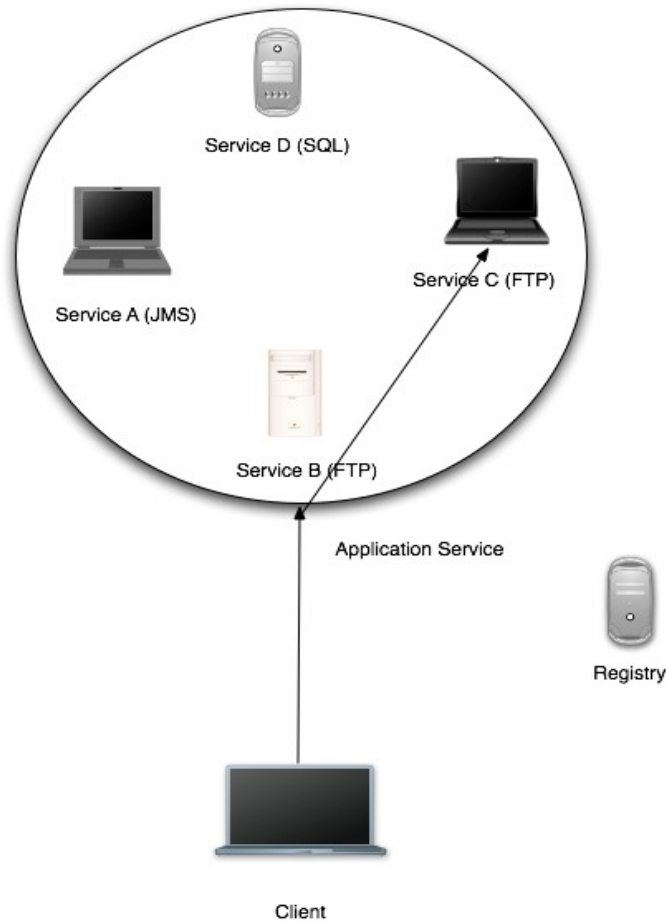 Service D (SQL)
Service C (FTP)
Service A (JMS)
Service B (FTP)
Application Service
Registry
Client